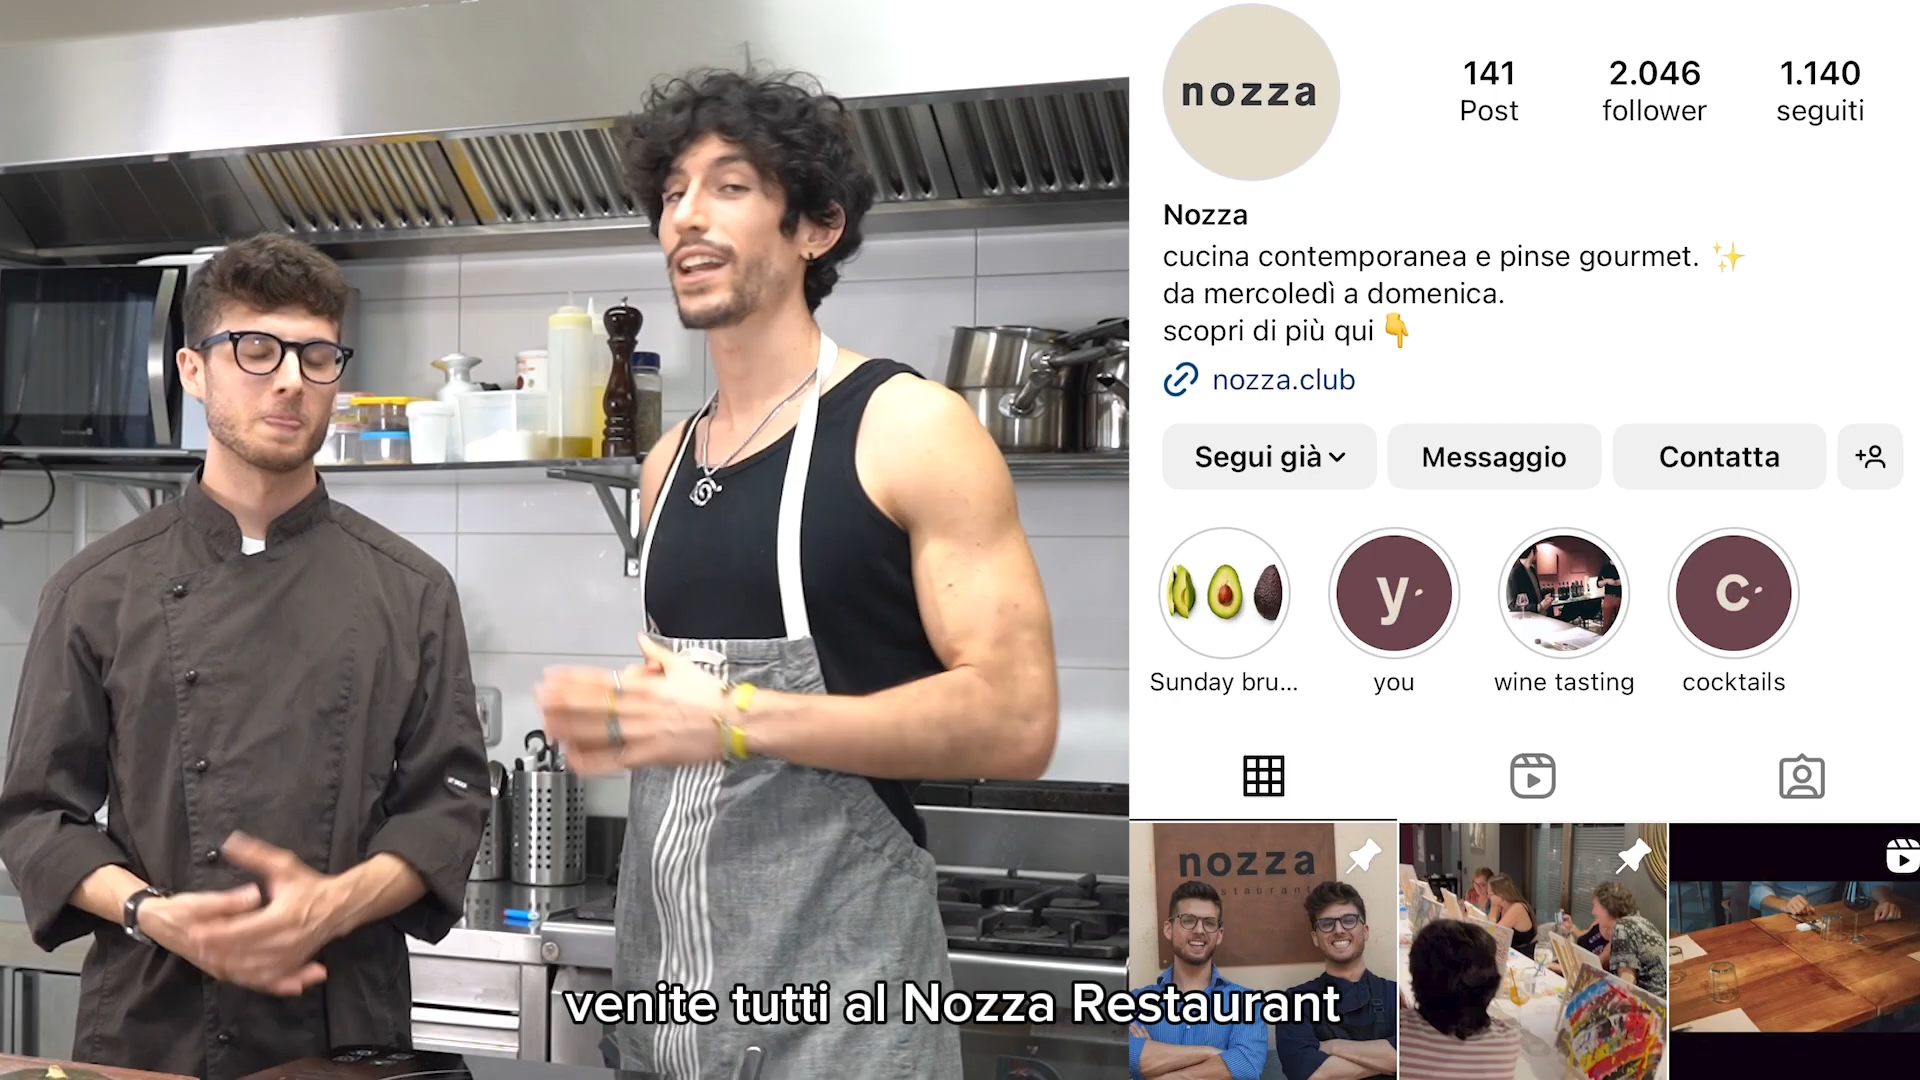 nozza
141
Post
2.046
follower
1.140
seguiti
Nozza
cucina contemporanea e pinse gourmet. ✨
da mercoledì a domenica.
scopri di più qui 👇
nozza.club
Segui già
Messaggio
Contatta
y
c
Sunday bru...
you
wine tasting
cocktails
nozza
restaurant
venite tutti al Nozza Restaurant